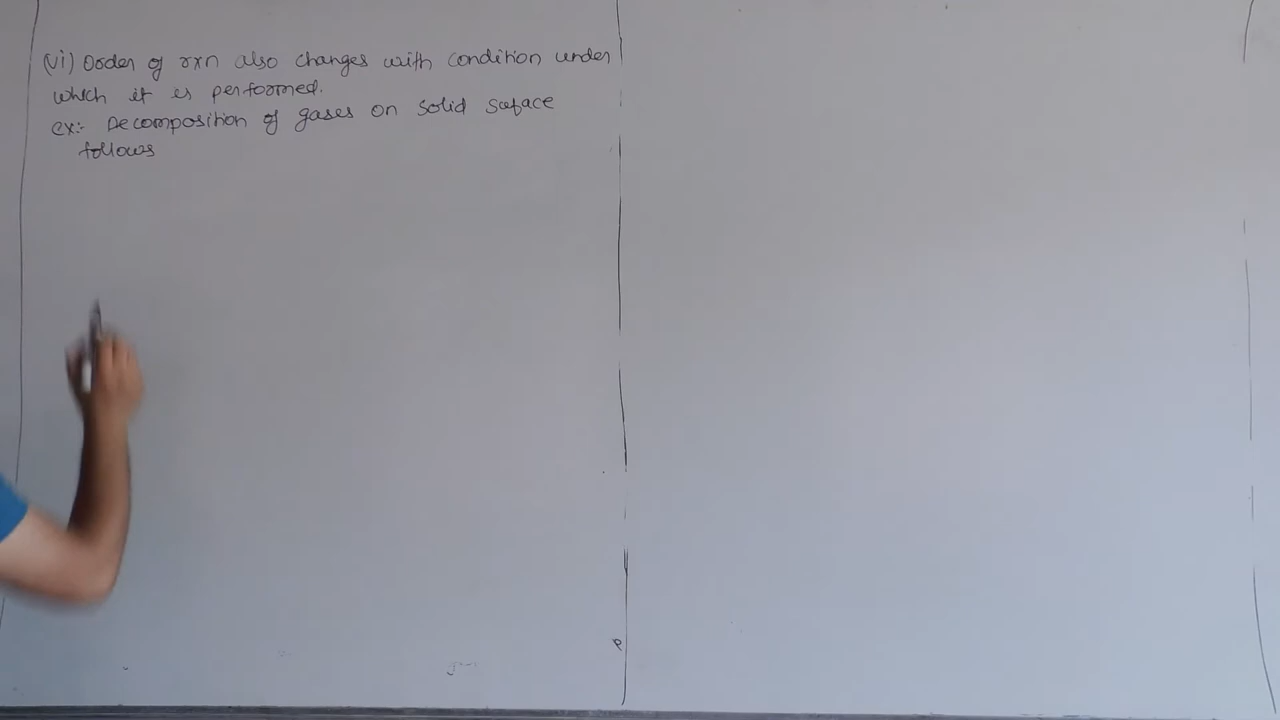 (vi) Order of rxn also changes with condition under
which it is performed.
ex:- Decomposition of gases on solid surface
follows